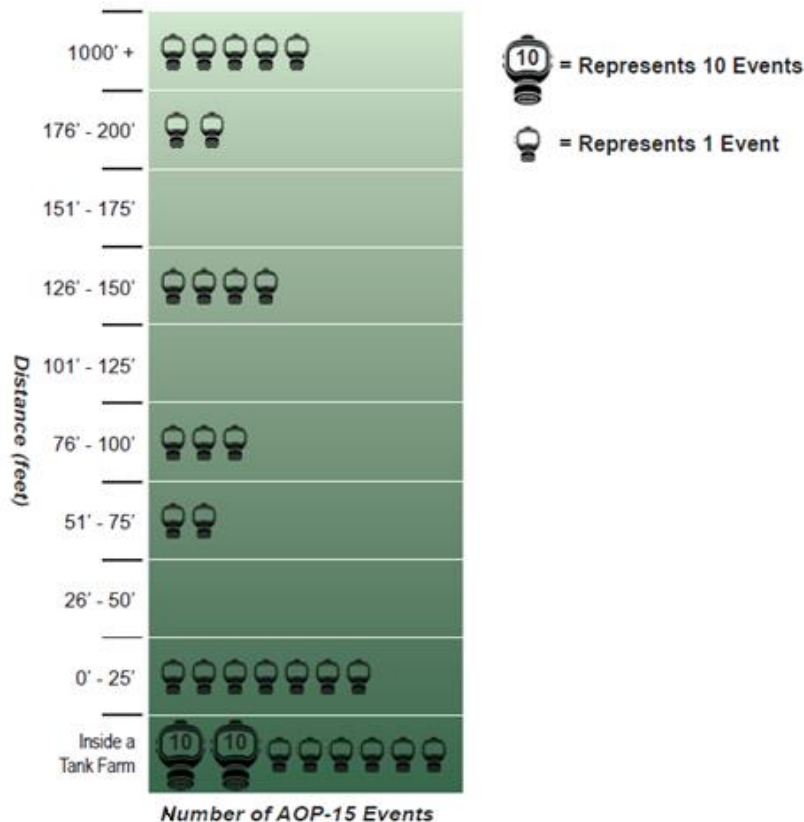 1000' +
10
= Represents 10 Events
176' - 200'
= Represents 1 Event
151' - 175'
126' - 150'
101' - 125'
Distance (feet)
76' - 100'
51' - 75'
26' - 50'
0' - 25'
Inside a
Tank Farm
10 10
Number of AOP-15 Events